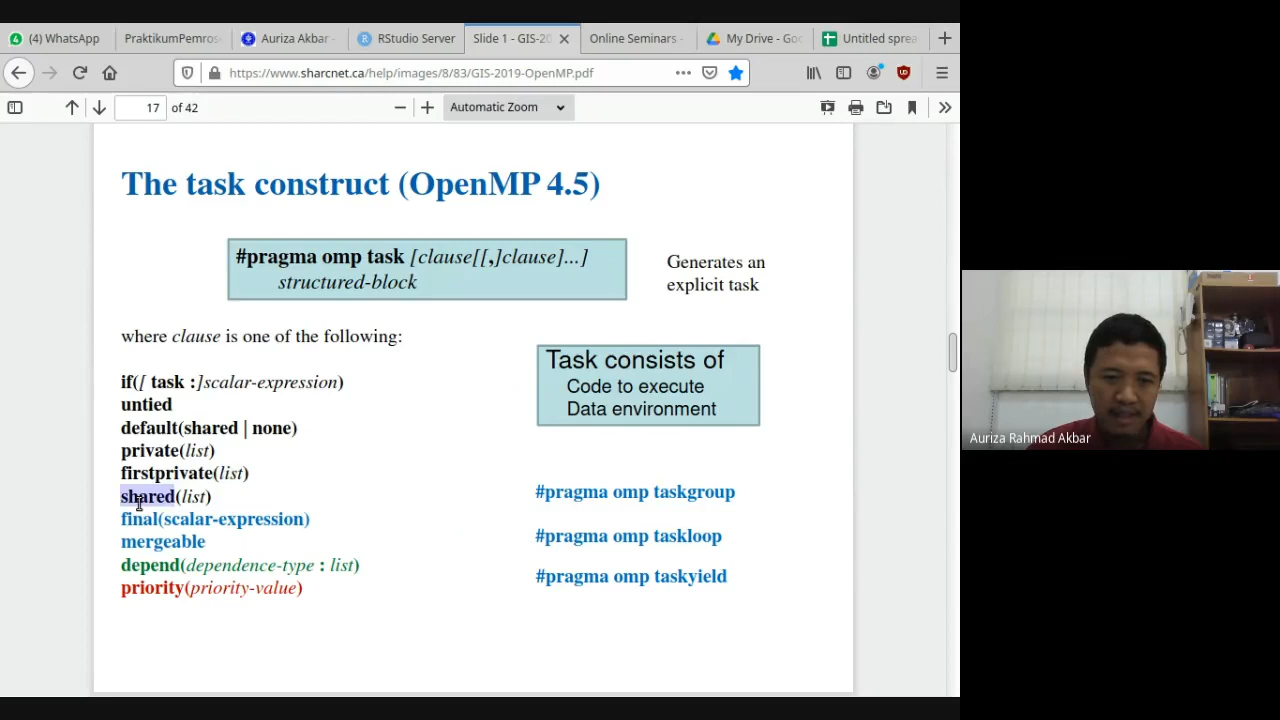 (4) WhatsApp
PraktikumPemros
Auriza Akbar -
RStudio Server
Slide 1 - GIS-20
Online Seminars -
My Drive - Goo
Untitled sprea
https://www.sharcnet.ca/help/images/8/83/GIS-2019-OpenMP.pdf
17 of 42
Automatic Zoom
The task construct (OpenMP 4.5)
#pragma omp task [clause[[,]clause]...]
structured-block
Generates an
explicit task
where clause is one of the following:
if([ task :]scalar-expression)
untied
default(shared | none)
private(list)
firstprivate(list)
shared(list)
final(scalar-expression)
mergeable
depend(dependence-type : list)
priority(priority-value)
Task consists of
Code to execute
Data environment
#pragma omp taskgroup
#pragma omp taskloop
#pragma omp taskyield
Auriza Rahmad Akbar